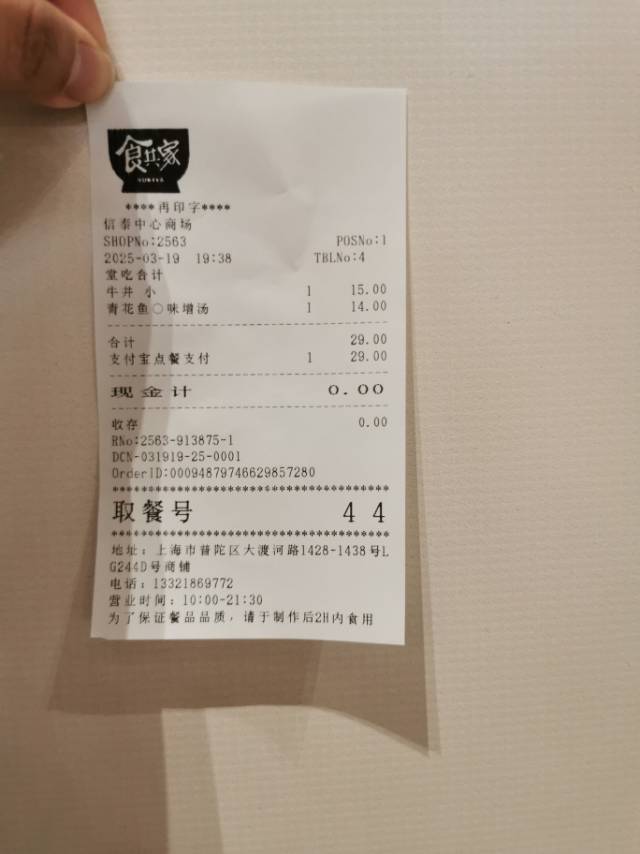 食其家
SUKIYA
****再印字****
信泰中心商场
SHOPNo:2563 POSNo:1
2025-03-19 19:38 TBLNo:4
堂吃合计
牛丼 小 1 15.00
青花鱼〇味增汤 1 14.00
--------------------------------
合计 29.00
支付宝点餐支付 1 29.00
--------------------------------
现金计 0.00
--------------------------------
收存 0.00
RNo:2563-913875-1
DCN-031919-25-0001
OrderID:00094879746629857280
********************************
取餐号 44
********************************
地址：上海市普陀区大渡河路1428-1438号L
G244D号商铺
电话：13321869772
营业时间：10:00-21:30
为了保证餐品品质，请于制作后2H内食用